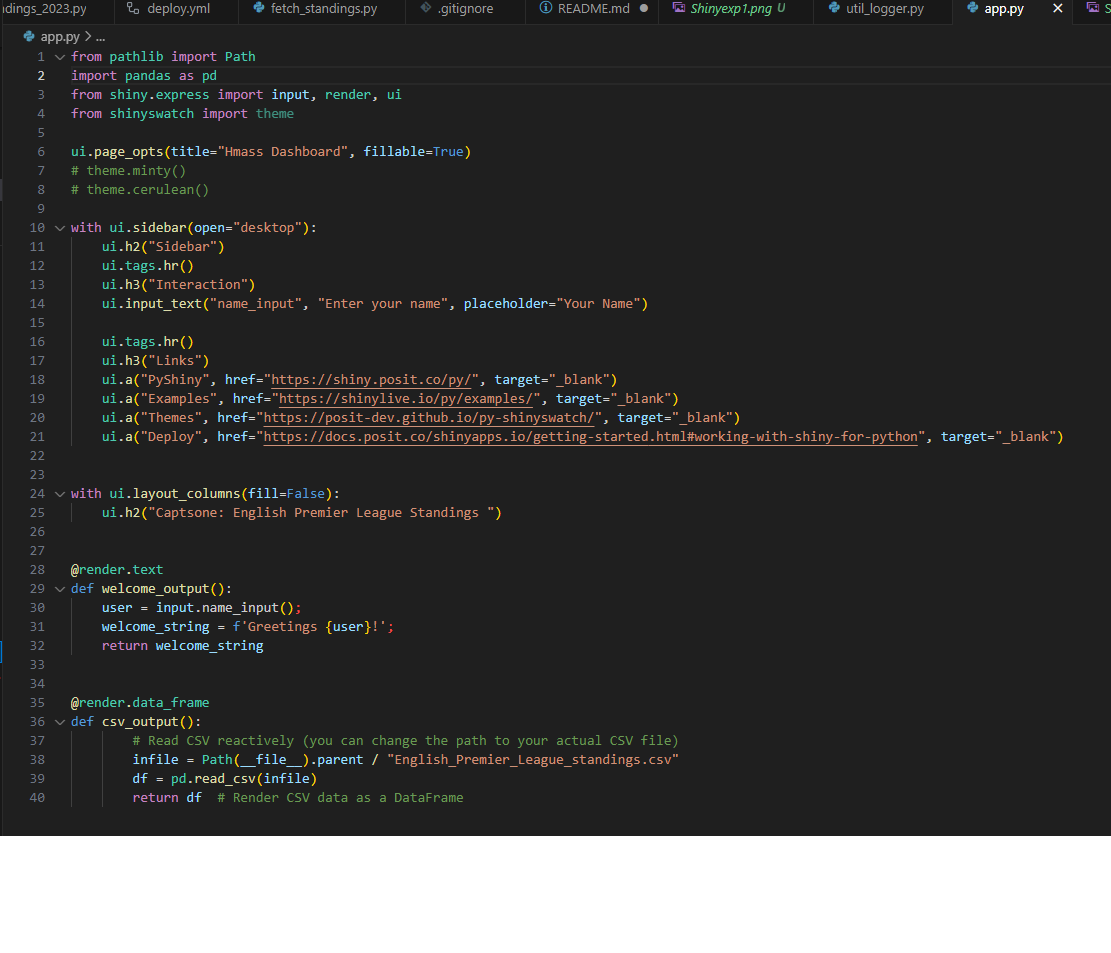 ndings_2023.py deploy.yml fetch_standings.py .gitignore README.md Shinyexp1.png U util_logger.py app.py S
app.py > ...
1 from pathlib import Path
2 import pandas as pd
3 from shiny.express import input, render, ui
4 from shinyswatch import theme
5
6 ui.page_opts(title="Hmass Dashboard", fillable=True)
7 # theme.minty()
8 # theme.cerulean()
9
10 with ui.sidebar(open="desktop"):
11     ui.h2("Sidebar")
12     ui.tags.hr()
13     ui.h3("Interaction")
14     ui.input_text("name_input", "Enter your name", placeholder="Your Name")
15
16     ui.tags.hr()
17     ui.h3("Links")
18     ui.a("PyShiny", href="https://shiny.posit.co/py/", target="_blank")
19     ui.a("Examples", href="https://shinylive.io/py/examples/", target="_blank")
20     ui.a("Themes", href="https://posit-dev.github.io/py-shinyswatch/", target="_blank")
21     ui.a("Deploy", href="https://docs.posit.co/shinyapps.io/getting-started.html#working-with-shiny-for-python", target="_blank")
22
23
24 with ui.layout_columns(fill=False):
25     ui.h2("Captsone: English Premier League Standings ")
26
27
28 @render.text
29 def welcome_output():
30     user = input.name_input();
31     welcome_string = f'Greetings {user}!';
32     return welcome_string
33
34
35 @render.data_frame
36 def csv_output():
37         # Read CSV reactively (you can change the path to your actual CSV file)
38         infile = Path(__file__).parent / "English_Premier_League_standings.csv"
39         df = pd.read_csv(infile)
40         return df  # Render CSV data as a DataFrame